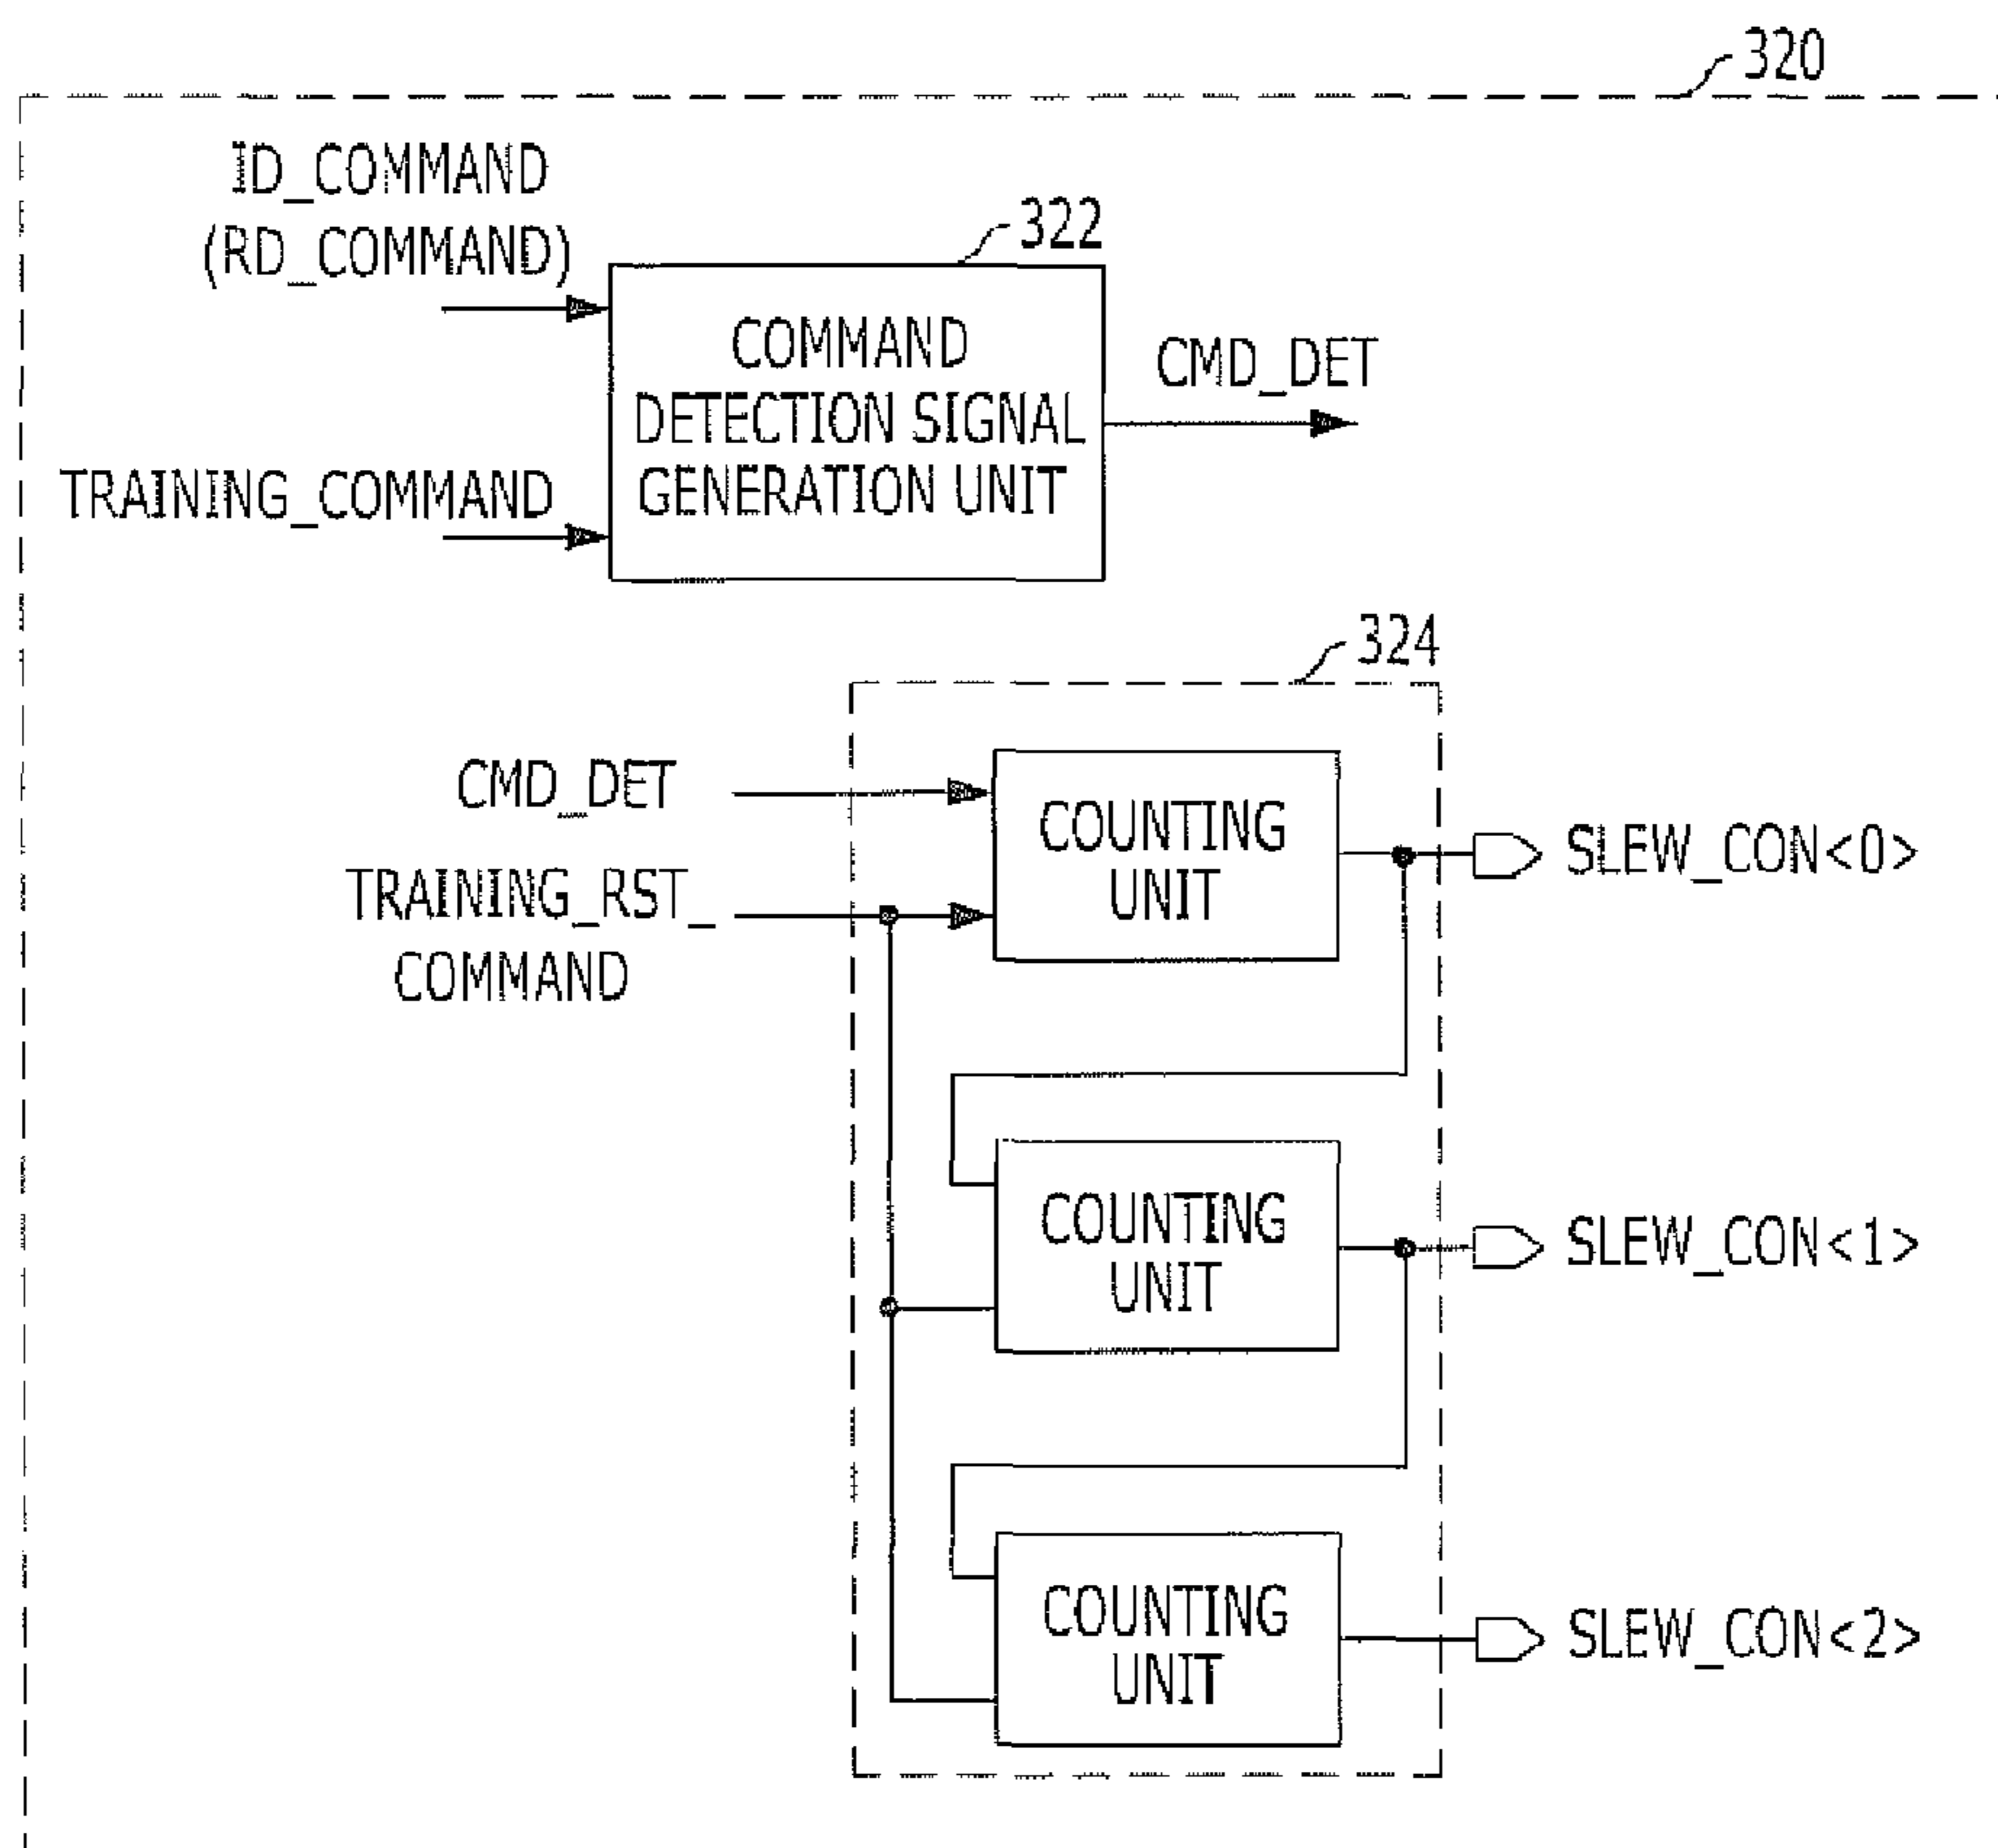 320
ID_COMMAND
(RD_COMMAND)
322
COMMAND
DETECTION SIGNAL
GENERATION UNIT
CMD_DET
TRAINING_COMMAND
324
CMD_DET
COUNTING
UNIT
SLEW_CON<0>
TRAINING_RST_
COMMAND
COUNTING
UNIT
SLEW_CON<1>
COUNTING
UNIT
SLEW_CON<2>